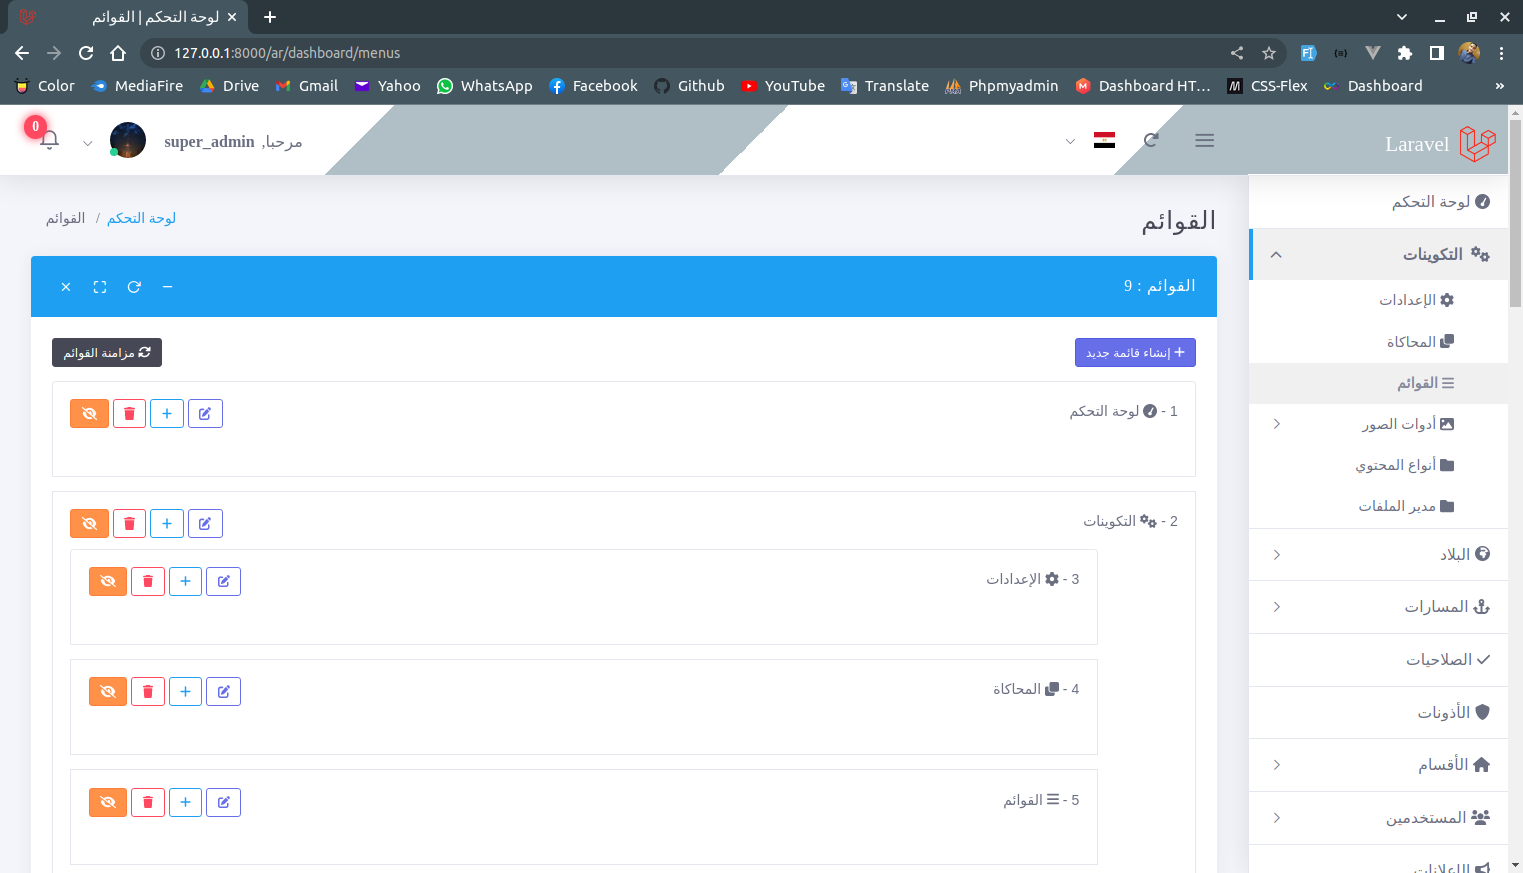 لوحة التحكم | القوائم
127.0.0.1:8000/ar/dashboard/menus
Color
MediaFire
Drive
Gmail
Yahoo
WhatsApp
Facebook
Github
YouTube
Translate
Phpmyadmin
Dashboard HT...
CSS-Flex
Dashboard
»
Laravel
مرحبا, super_admin
0
لوحة التحكم
التكوينات
الإعدادات
المحاكاة
القوائم
أدوات الصور
أنواع المحتوي
مدير الملفات
البلاد
المسارات
الصلاحيات
الأذونات
الأقسام
المستخدمين
الإعلانات
القوائم
لوحة التحكم / القوائم
القوائم : 9
إنشاء قائمة جديد
مزامنة القوائم
1 - لوحة التحكم
2 - التكوينات
3 - الإعدادات
4 - المحاكاة
5 - القوائم